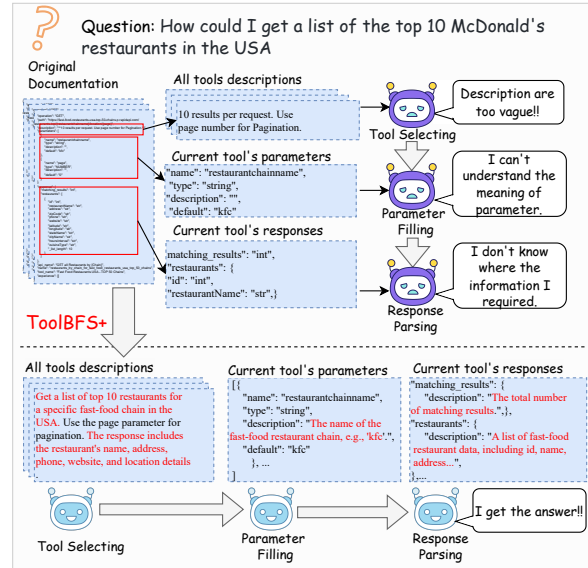 Question: How could I get a list of the top 10 McDonald's
restaurants in the USA
Original
Documentation
All tools descriptions
10 results per request. Use
page number for Pagination.
Description are
too vague!!
Tool Selecting
Current tool's parameters
"name": "restaurantchainname",
"type": "string",
"description": "",
"default": "kfc"
I can't
understand the
meaning of
parameter.
Parameter
Filling
Current tool's responses
matching_results": "int",
"restaurants": {
"id": "int",
"restaurantName": "str",}
I don't know
where the
information I
required.
Response
Parsing
ToolBFS+
All tools descriptions
Get a list of top 10 restaurants for
a specific fast-food chain in the
USA. Use the page parameter for
pagination. The response includes
the restaurant's name, address,
phone, website, and location details
.
Current tool's parameters
[{
"name": "restaurantchainname",
"type": "string",
"description": "The name of the
fast-food restaurant chain, e.g., 'kfc'.",
"default": "kfc"
}, ...
]
Current tool's responses
"matching_results": {
"description": "The total number
of matching results.",},
"restaurants": {
"description": "A list of fast-food
restaurant data, including id, name,
address...",
},...
I get the answer!!
Tool Selecting
Parameter
Filling
Response
Parsing